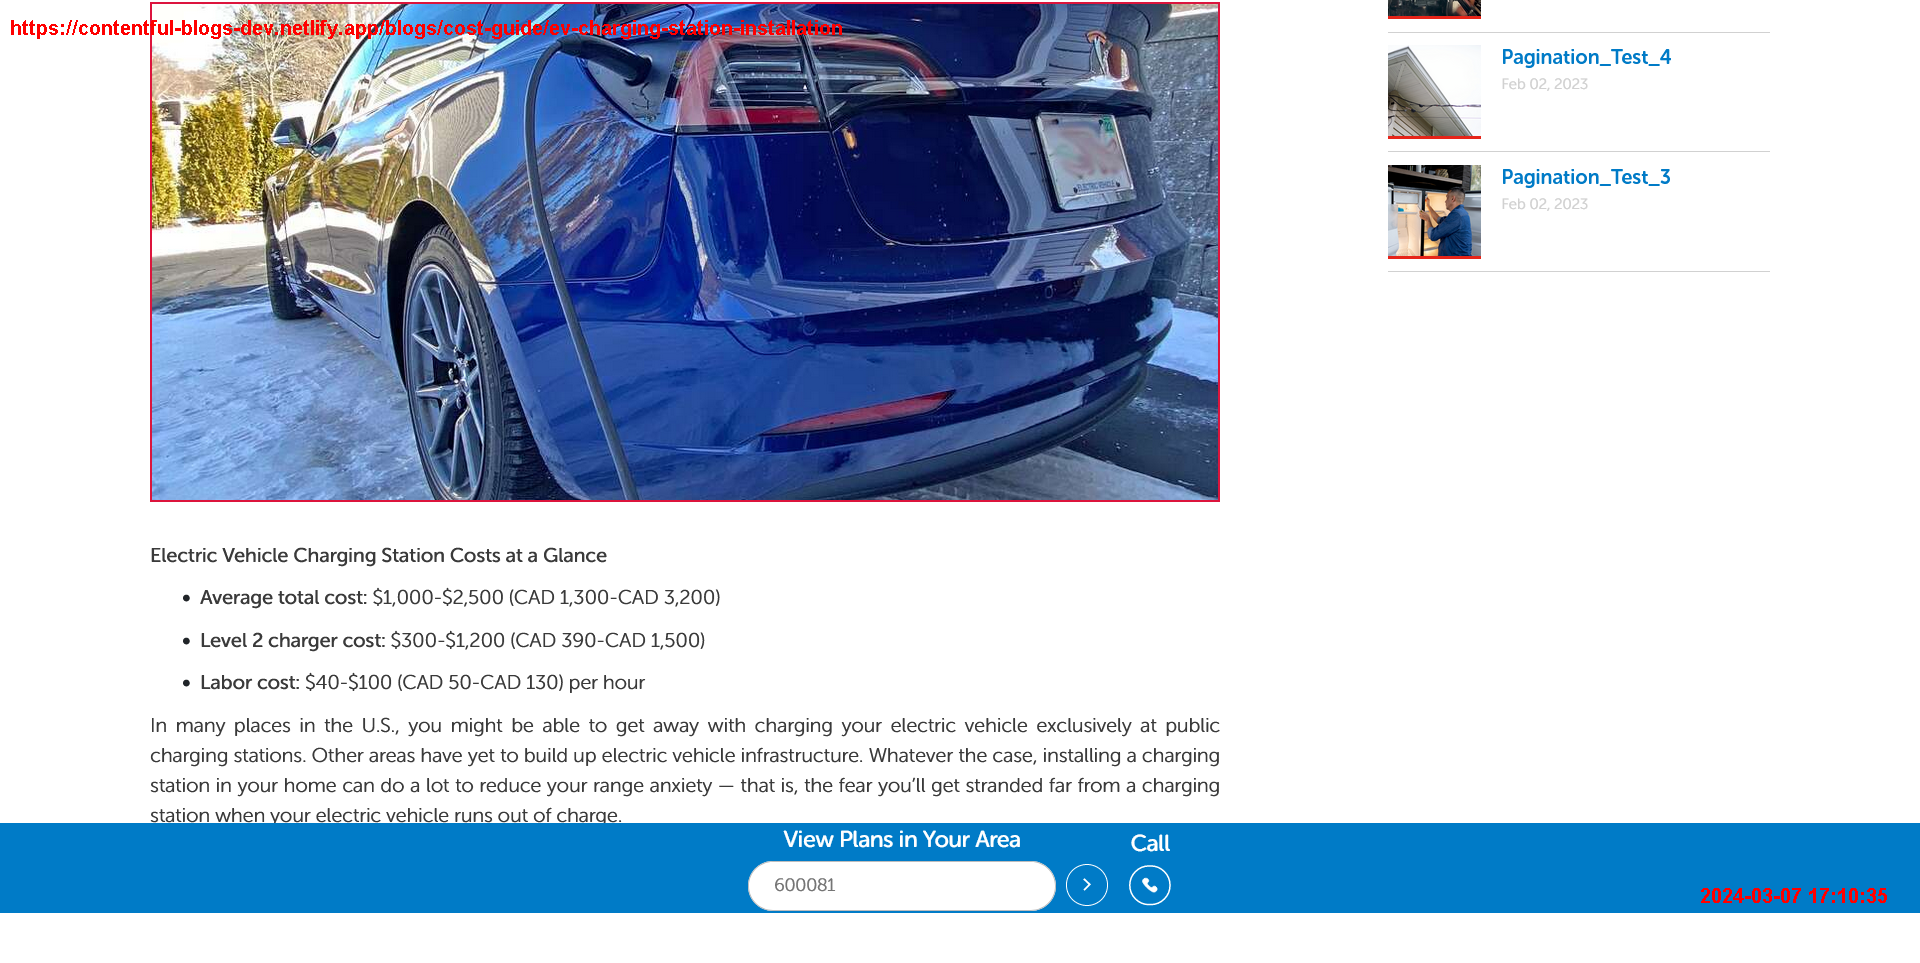 https://contentful-blogs-dev.netlify.app/blogs/cost-guide/ev-charging-station-installation
ELECTRIC VEHICLE
Pagination_Test_4
Feb 02, 2023
Pagination_Test_3
Feb 02, 2023
Electric Vehicle Charging Station Costs at a Glance
• Average total cost: $1,000-$2,500 (CAD 1,300-CAD 3,200)
• Level 2 charger cost: $300-$1,200 (CAD 390-CAD 1,500)
• Labor cost: $40-$100 (CAD 50-CAD 130) per hour
In many places in the U.S., you might be able to get away with charging your electric vehicle exclusively at public
charging stations. Other areas have yet to build up electric vehicle infrastructure. Whatever the case, installing a charging
station in your home can do a lot to reduce your range anxiety — that is, the fear you’ll get stranded far from a charging
station when your electric vehicle runs out of charge.
View Plans in Your Area
Call
600081
2024-03-07 17:10:35